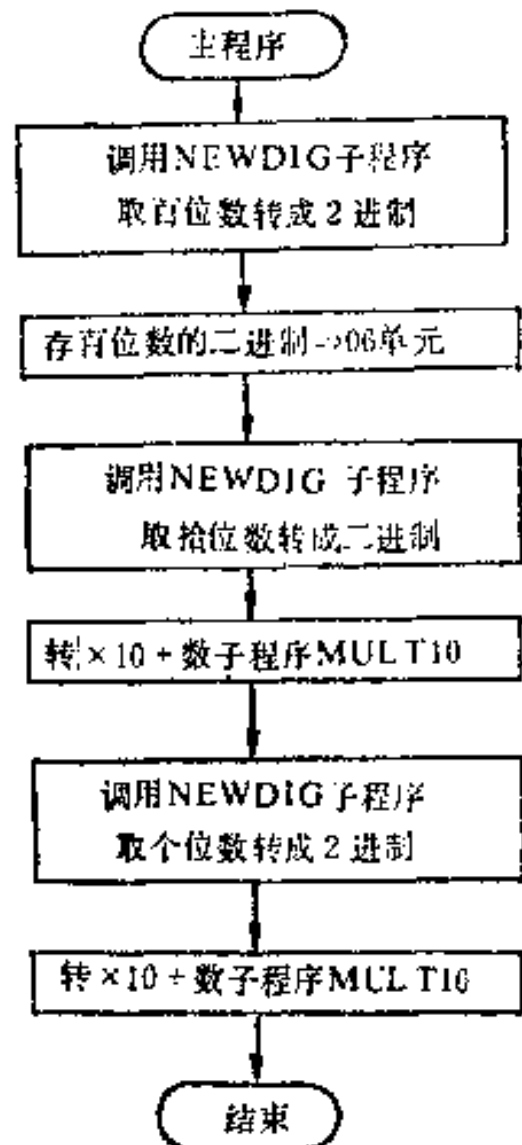 主程序
调用NEWDIG子程序
取百位数转成2进制
存百位数的二进制→06单元
调用NEWDIG 子程序
取拾位数转成二进制
转×10+数子程序MULT10
调用NEWDIG子程序
取个位数转成2进制
转×10+数子程序MULT10
结束